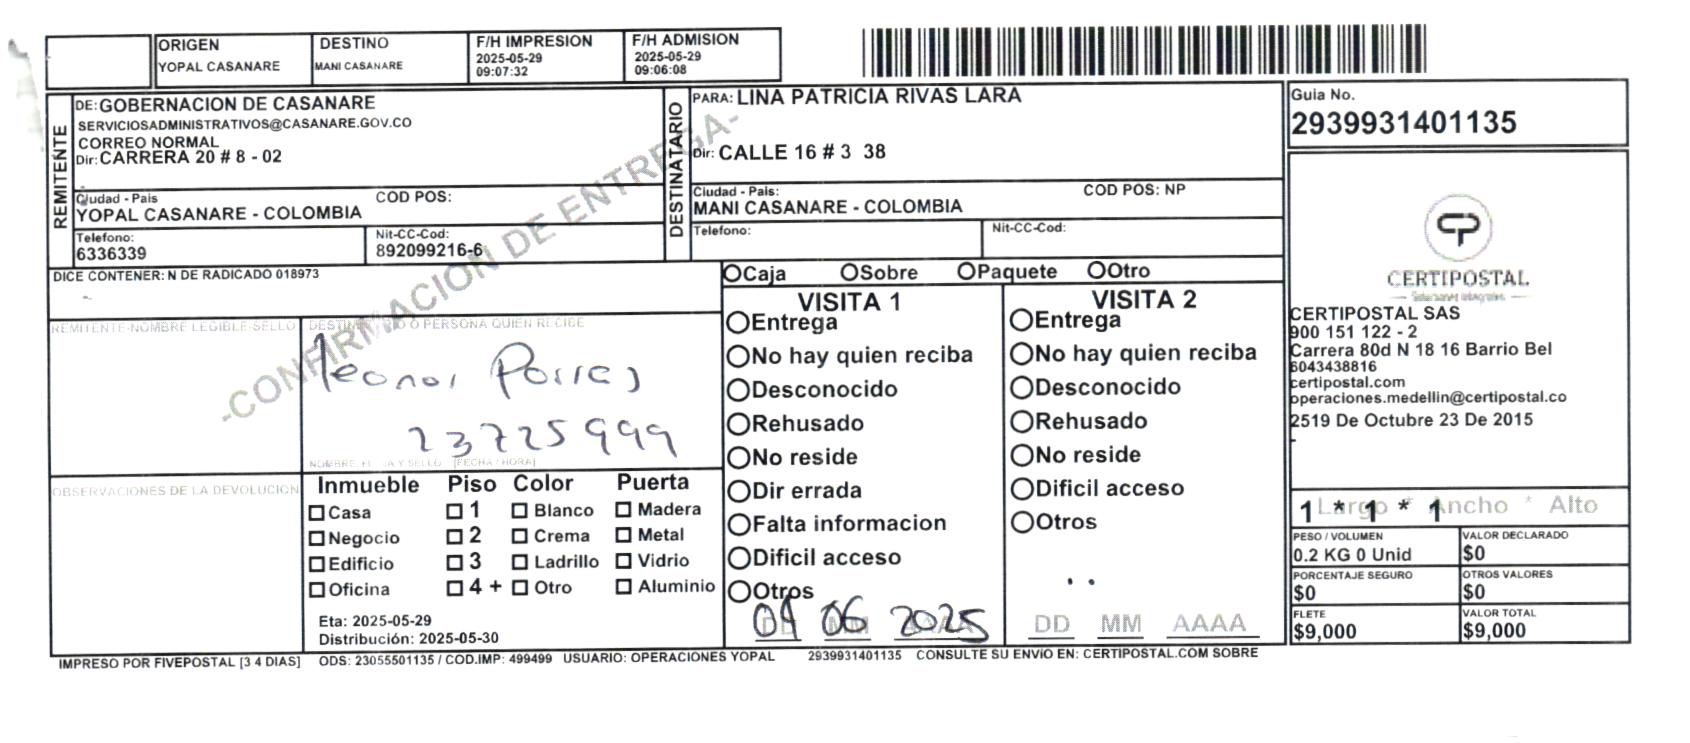 ORIGEN
YOPAL CASANARE
DESTINO
MANI CASANARE
F/H IMPRESION
2025-05-29
09:07:32
F/H ADMISION
2025-05-29
09:06:08
REMITENTE
DE: GOBERNACION DE CASANARE
SERVICIOSADMINISTRATIVOS@CASANARE.GOV.CO
CORREO NORMAL
Dir: CARRERA 20 # 8 - 02
Ciudad - Pais
COD POS:
YOPAL CASANARE - COLOMBIA
Telefono:
6336339
Nit-CC-Cod:
892099216-6
DESTINATARIO
PARA: LINA PATRICIA RIVAS LARA
Dir: CALLE 16 # 3 38
Ciudad - Pais:
COD POS: NP
MANI CASANARE - COLOMBIA
Telefono:
Nit-CC-Cod:
Guia No.
2939931401135
-CONFIRMACION DE ENTREGA-
DICE CONTENER: N DE RADICADO 018973
Caja Sobre Paquete Otro
REMITENTE-NOMBRE LEGIBLE-SELLO
O PERSONA QUIEN RECIBE
Leonor Porras
23725999
OBSERVACIONES DE LA DEVOLUCION
Inmueble Piso Color Puerta
Casa 1 Blanco Madera
Negocio 2 Crema Metal
Edificio 3 Ladrillo Vidrio
Oficina 4 + Otro Aluminio
Eta: 2025-05-29
Distribución: 2025-05-30
VISITA 1
Entrega
No hay quien reciba
Desconocido
Rehusado
No reside
Dir errada
Falta informacion
Dificil acceso
Otros
06 2025
VISITA 2
Entrega
No hay quien reciba
Desconocido
Rehusado
No reside
Dificil acceso
Otros
DD MM AAAA
CERTIPOSTAL
Soluciones Integrales
CERTIPOSTAL SAS
900 151 122 - 2
Carrera 80d N 18 16 Barrio Bel
6043438816
certipostal.com
operaciones.medellin@certipostal.co
2519 De Octubre 23 De 2015
-
1 * 1 * 1
Largo * Ancho * Alto
PESO / VOLUMEN
0.2 KG 0 Unid
VALOR DECLARADO
$0
PORCENTAJE SEGURO
$0
OTROS VALORES
$0
FLETE
$9,000
VALOR TOTAL
$9,000
IMPRESO POR FIVEPOSTAL [3 4 DIAS] ODS: 23055501135 / COD.IMP: 499499 USUARIO: OPERACIONES YOPAL 2939931401135 CONSULTE SU ENVIO EN: CERTIPOSTAL.COM SOBRE